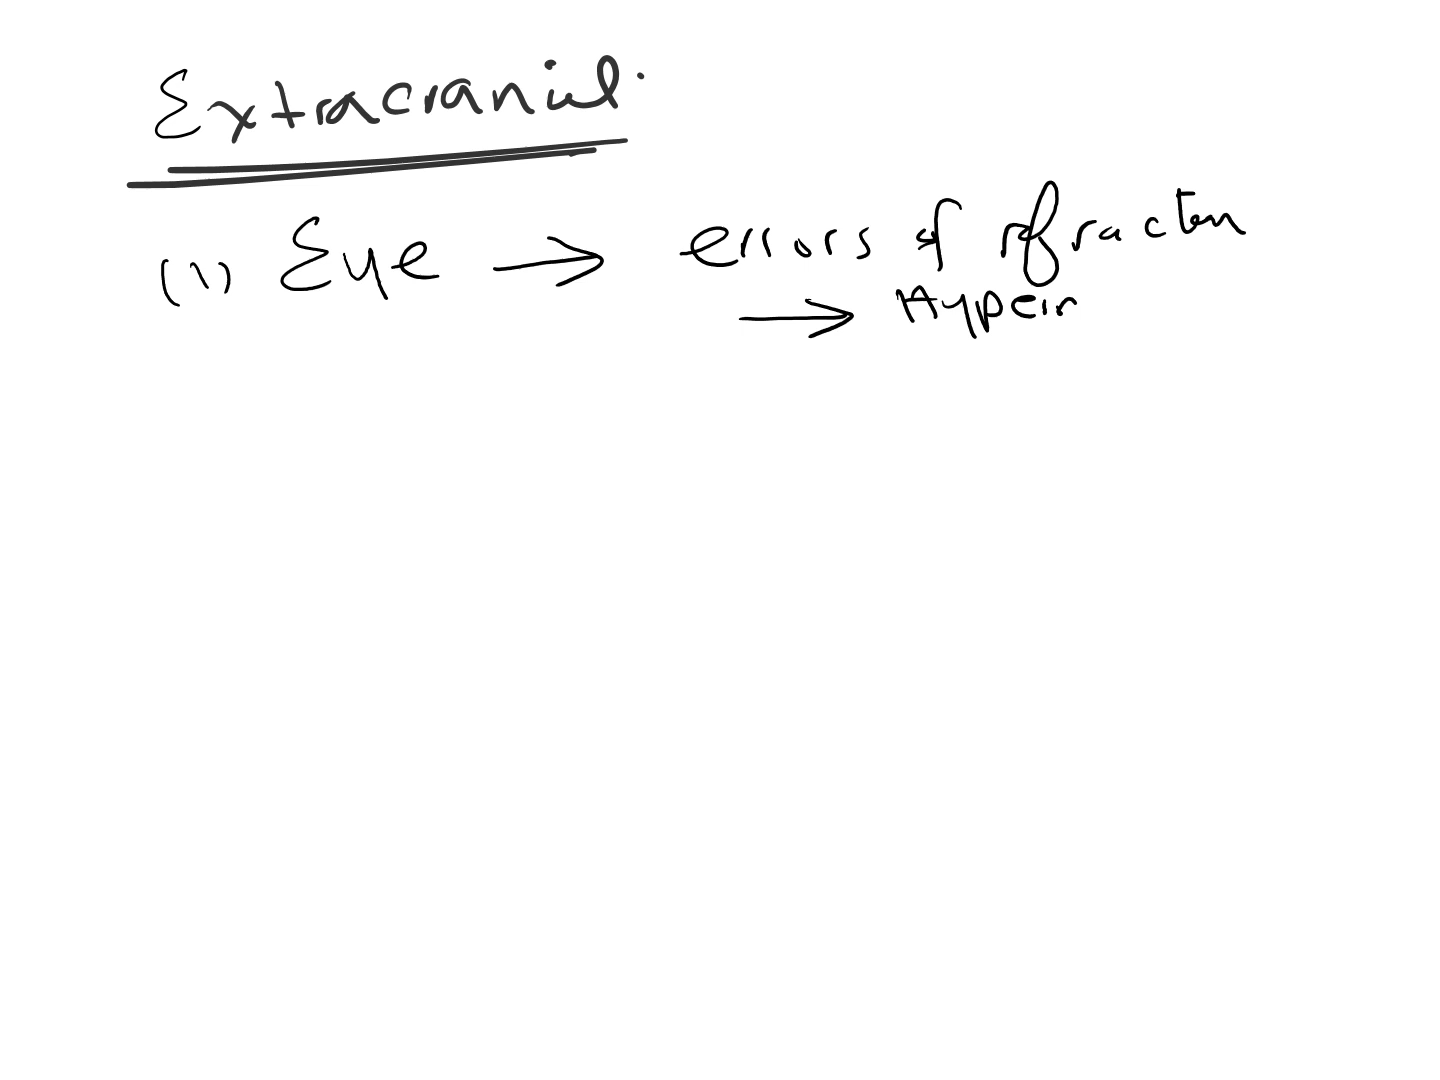 Extracranial.
(1) Eye → errors of refraction
→ Hyper